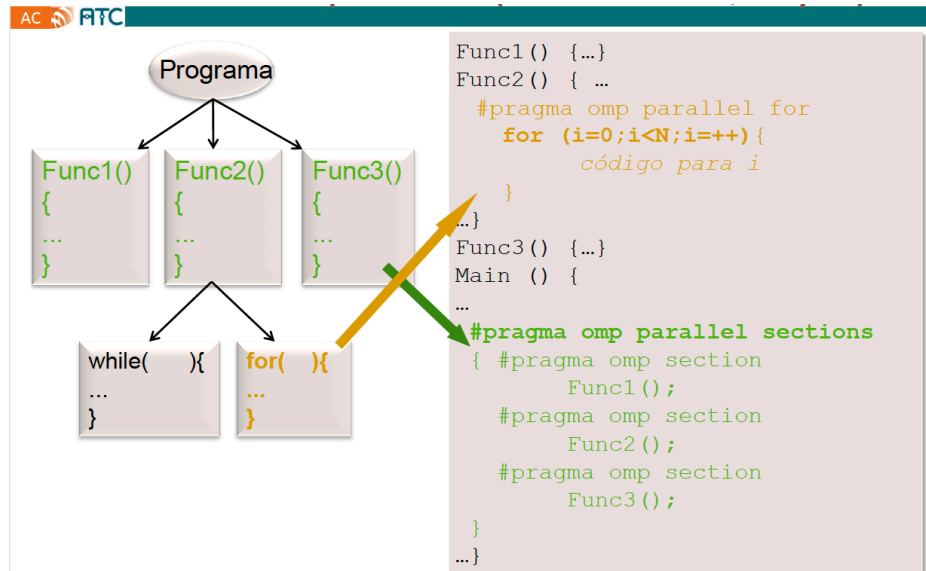 AC ATC
Programa
Func1()
{
...
}
Func2()
{
...
}
Func3()
{
...
}
while( ){
...
}
for( ){
...
}
Func1() {…}
Func2() { …
#pragma omp parallel for
for (i=0;i<N;i=++){
código para i
}
…}
Func3() {…}
Main () {
…
#pragma omp parallel sections
{ #pragma omp section
Func1();
#pragma omp section
Func2();
#pragma omp section
Func3();
}
…}